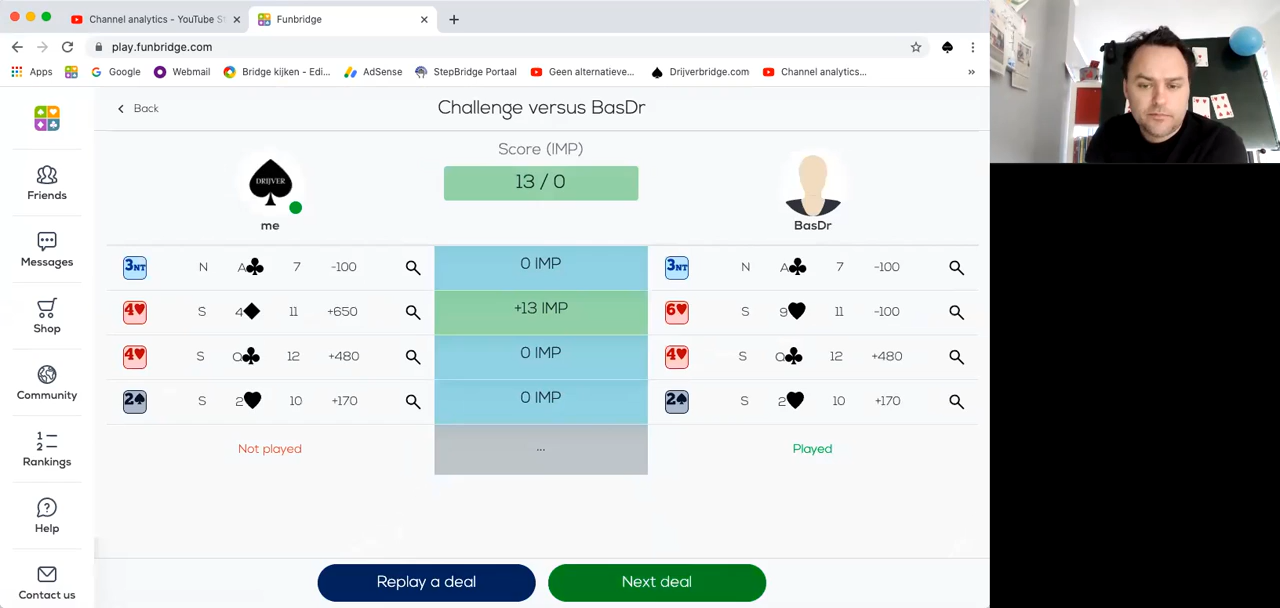 Channel analytics - YouTube S
Funbridge
play.funbridge.com
Apps
Google
Webmail
Bridge kijken - Edi...
AdSense
StepBridge Portaal
Geen alternatieve...
Drijverbridge.com
Channel analytics...
»
Back
Challenge versus BasDr
Score (IMP)
13 / 0
DRIJVER
me
BasDr
Friends
Messages
Shop
Community
Rankings
Help
Contact us
3NT N A♣ 7 -100 0 IMP 3NT N A♣ 7 -100
4♥ S 4♦ 11 +650 +13 IMP 6♥ S 9♥ 11 -100
4♥ S Q♣ 12 +480 0 IMP 4♥ S Q♣ 12 +480
2♠ S 2♥ 10 +170 0 IMP 2♠ S 2♥ 10 +170
Not played ... Played
Replay a deal
Next deal